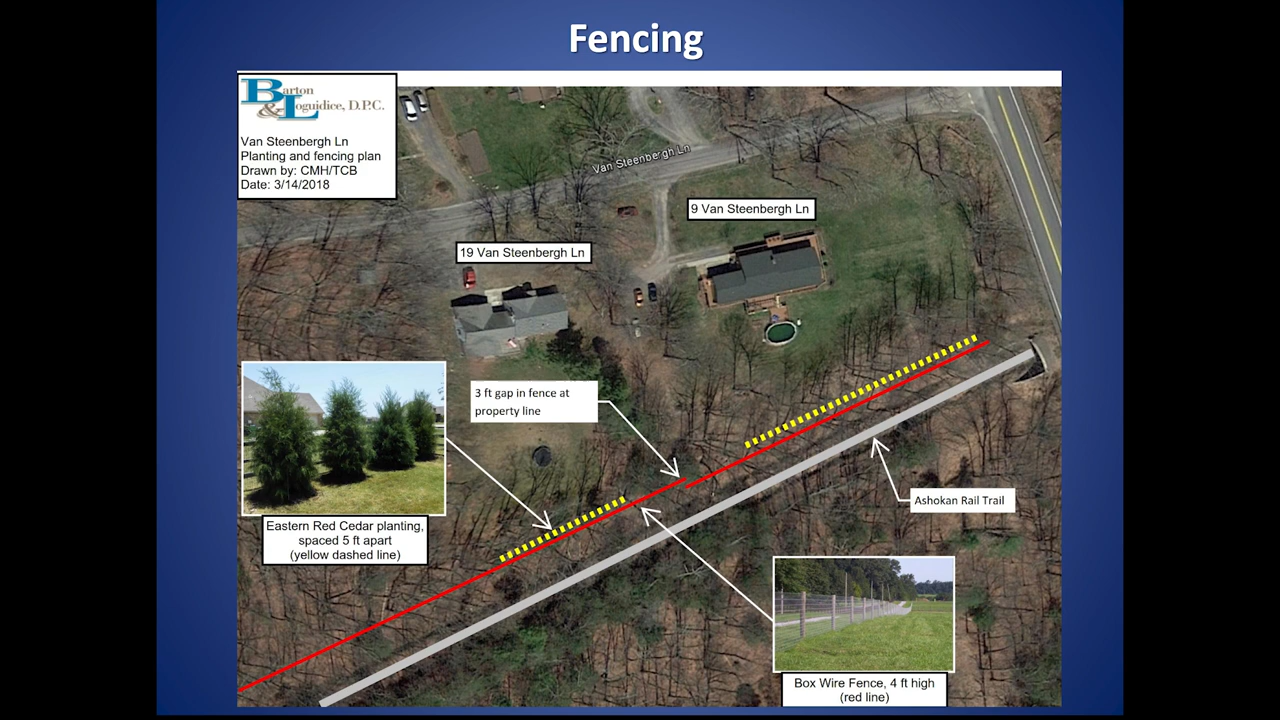 Fencing
Barton
& Loguidice, D.P.C.
Van Steenbergh Ln
Planting and fencing plan
Drawn by: CMH/TCB
Date: 3/14/2018
Van Steenbergh Ln
9 Van Steenbergh Ln
19 Van Steenbergh Ln
3 ft gap in fence at
property line
Ashokan Rail Trail
Eastern Red Cedar planting,
spaced 5 ft apart
(yellow dashed line)
Box Wire Fence, 4 ft high
(red line)